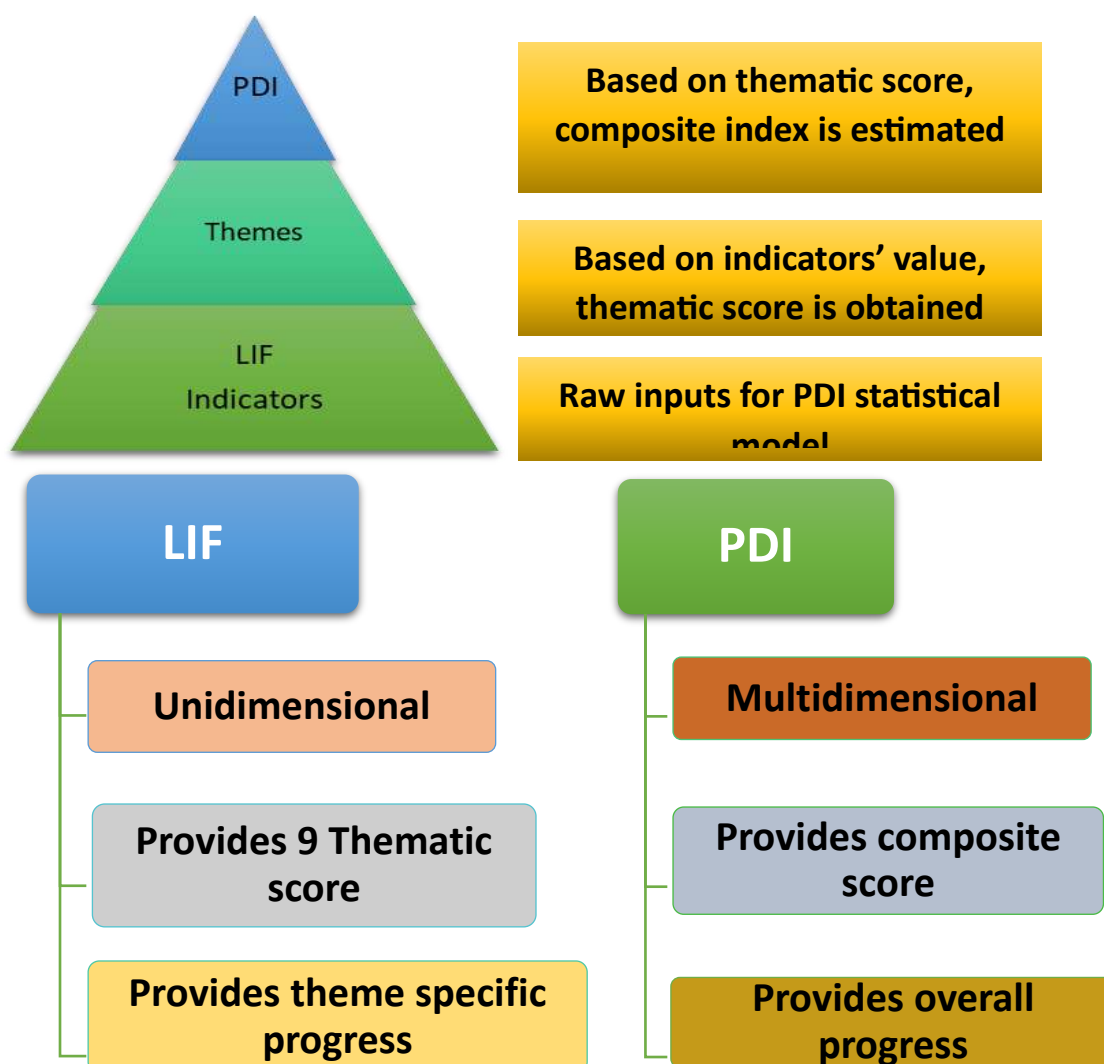 PDI
Based on thematic score,
composite index is estimated
Themes
Based on indicators’ value,
thematic score is obtained
LIF
Indicators
Raw inputs for PDI statistical
model
LIF
PDI
Unidimensional
Multidimensional
Provides 9 Thematic
score
Provides composite
score
Provides theme specific
progress
Provides overall
progress